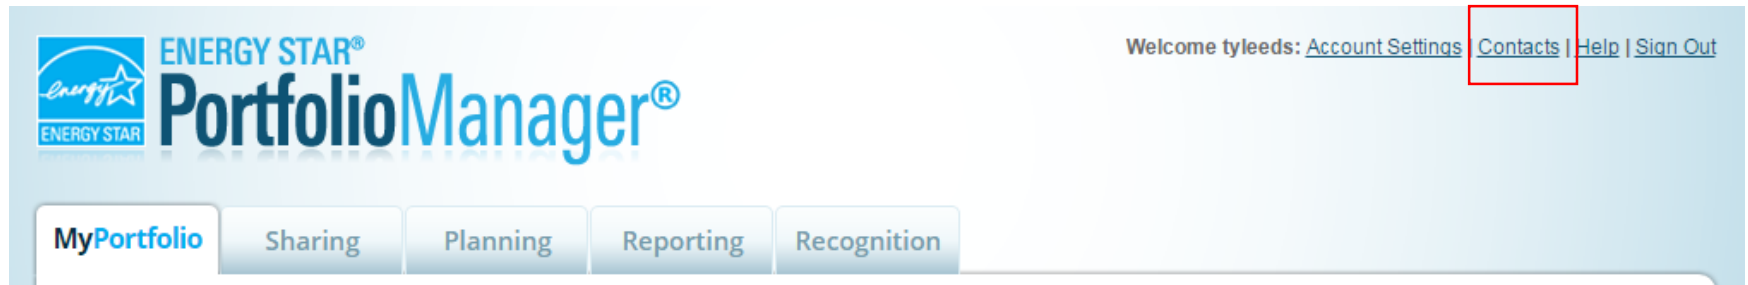 ENERGY STAR®
PortfolioManager®
energy
ENERGY STAR
Welcome tyleeds: Account Settings | Contacts | Help | Sign Out
MyPortfolio
Sharing
Planning
Reporting
Recognition